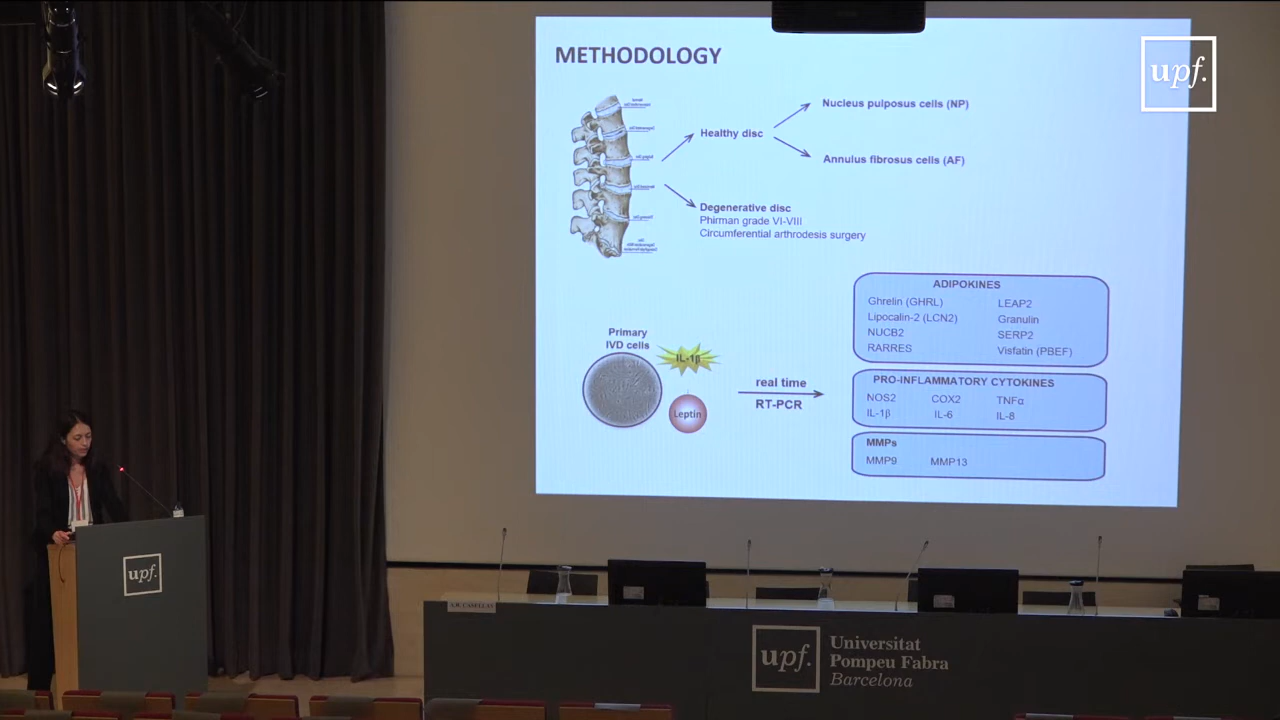 METHODOLOGY
upf.
Healthy disc
Nucleus pulposus cells (NP)
Annulus fibrosus cells (AF)
Degenerative disc
Phirman grade VI-VIII
Circumferential arthrodesis surgery
Primary
IVD cells
IL-1β
Leptin
real time
RT-PCR
ADIPOKINES
Ghrelin (GHRL) LEAP2
Lipocalin-2 (LCN2) Granulin
NUCB2 SERP2
RARRES Visfatin (PBEF)
PRO-INFLAMMATORY CYTOKINES
NOS2 COX2 TNFα
IL-1β IL-6 IL-8
MMPs
MMP9 MMP13
upf.
upf.
Universitat
Pompeu Fabra
Barcelona